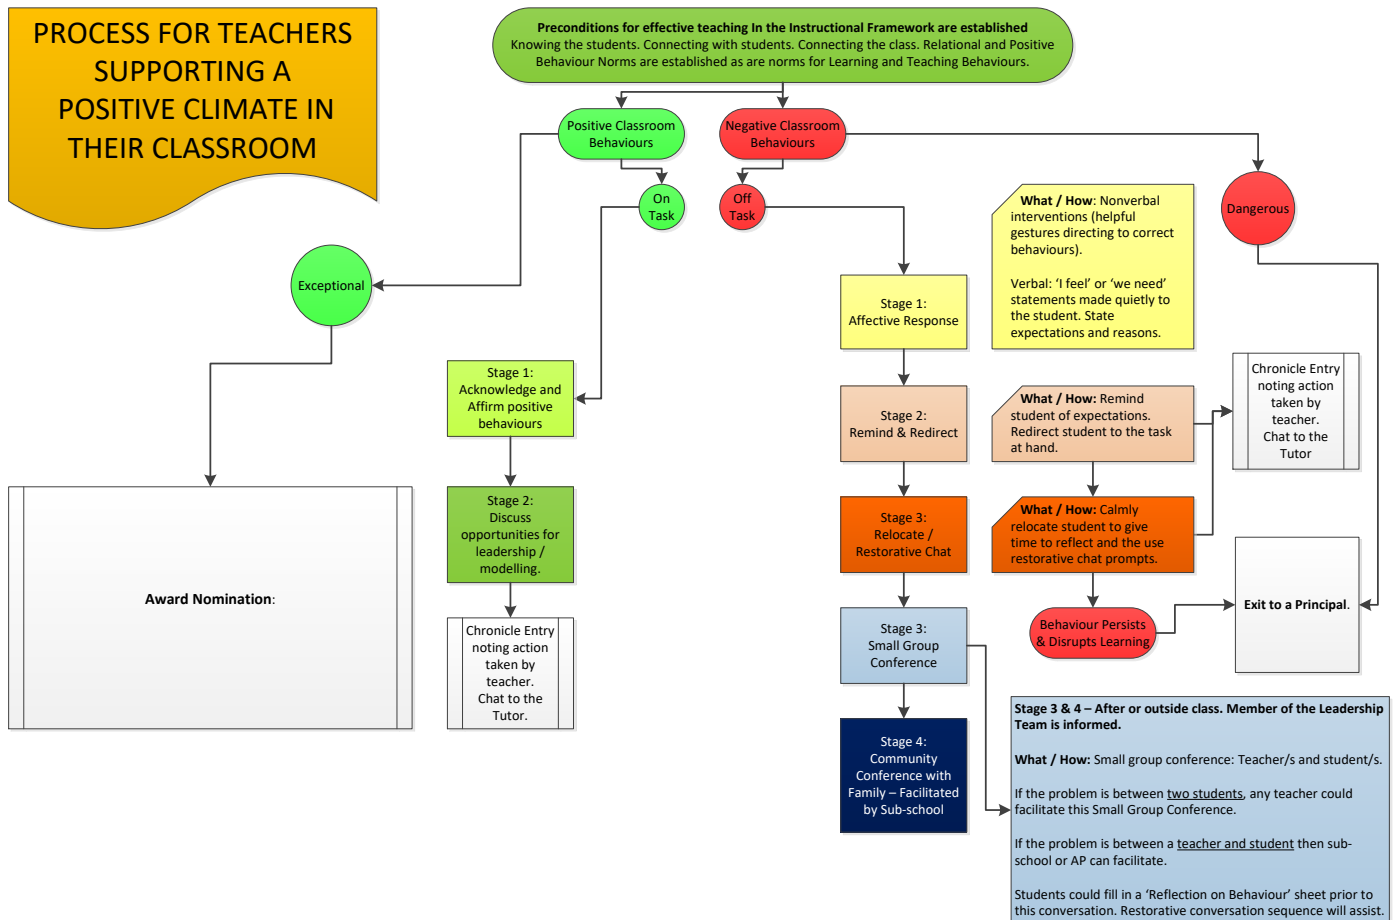 PROCESS FOR TEACHERS
SUPPORTING A
POSITIVE CLIMATE IN
THEIR CLASSROOM
Preconditions for effective teaching In the Instructional Framework are established
Knowing the students. Connecting with students. Connecting the class. Relational and Positive
Behaviour Norms are established as are norms for Learning and Teaching Behaviours.
Positive Classroom
Behaviours
Negative Classroom
Behaviours
On
Task
Off
Task
Dangerous
Exceptional
What / How: Nonverbal
interventions (helpful
gestures directing to correct
behaviours).
Verbal: ‘I feel’ or ‘we need’
statements made quietly to
the student. State
expectations and reasons.
Stage 1:
Affective Response
Stage 1:
Acknowledge and
Affirm positive
behaviours
Stage 2:
Remind & Redirect
What / How: Remind
student of expectations.
Redirect student to the task
at hand.
Chronicle Entry
noting action
taken by
teacher.
Chat to the
Tutor
Stage 2:
Discuss
opportunities for
leadership /
modelling.
Stage 3:
Relocate /
Restorative Chat
What / How: Calmly
relocate student to give
time to reflect and the use
restorative chat prompts.
Award Nomination:
Chronicle Entry
noting action
taken by
teacher.
Chat to the
Tutor.
Stage 3:
Small Group
Conference
Behaviour Persists
& Disrupts Learning
Exit to a Principal.
Stage 4:
Community
Conference with
Family – Facilitated
by Sub-school
Stage 3 & 4 – After or outside class. Member of the Leadership
Team is informed.
What / How: Small group conference: Teacher/s and student/s.
If the problem is between two students, any teacher could
facilitate this Small Group Conference.
If the problem is between a teacher and student then sub-
school or AP can facilitate.
Students could fill in a ‘Reflection on Behaviour’ sheet prior to
this conversation. Restorative conversation sequence will assist.